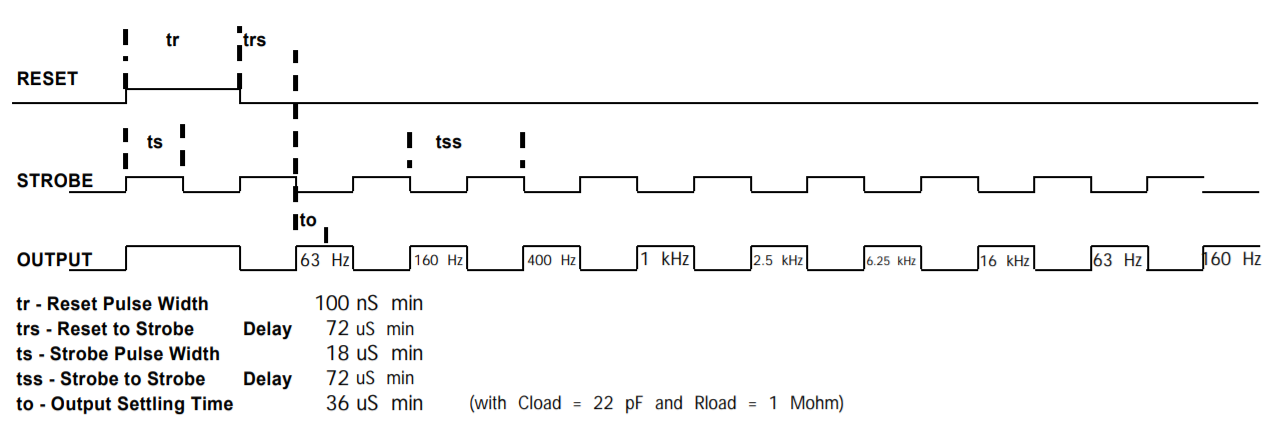 tr trs
RESET
ts tss
STROBE
to
OUTPUT 63 Hz 160 Hz 400 Hz 1 kHz 2.5 kHz 6.25 kHz 16 kHz 63 Hz 160 Hz
tr - Reset Pulse Width 100 nS min
trs - Reset to Strobe Delay 72 uS min
ts - Strobe Pulse Width 18 uS min
tss - Strobe to Strobe Delay 72 uS min
to - Output Settling Time 36 uS min (with Cload = 22 pF and Rload = 1 Mohm)